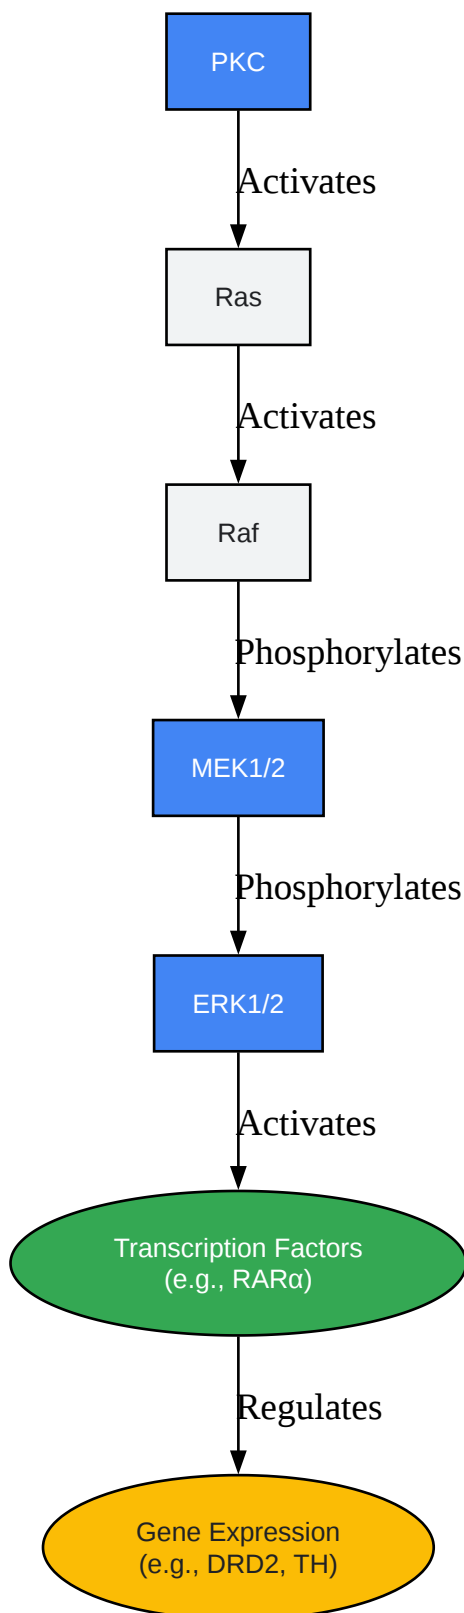 PKC
Activates
Ras
Activates
Raf
Phosphorylates
MEK1/2
Phosphorylates
ERK1/2
Activates
Transcription Factors
(e.g., RARα)
Regulates
Gene Expression
(e.g., DRD2, TH)